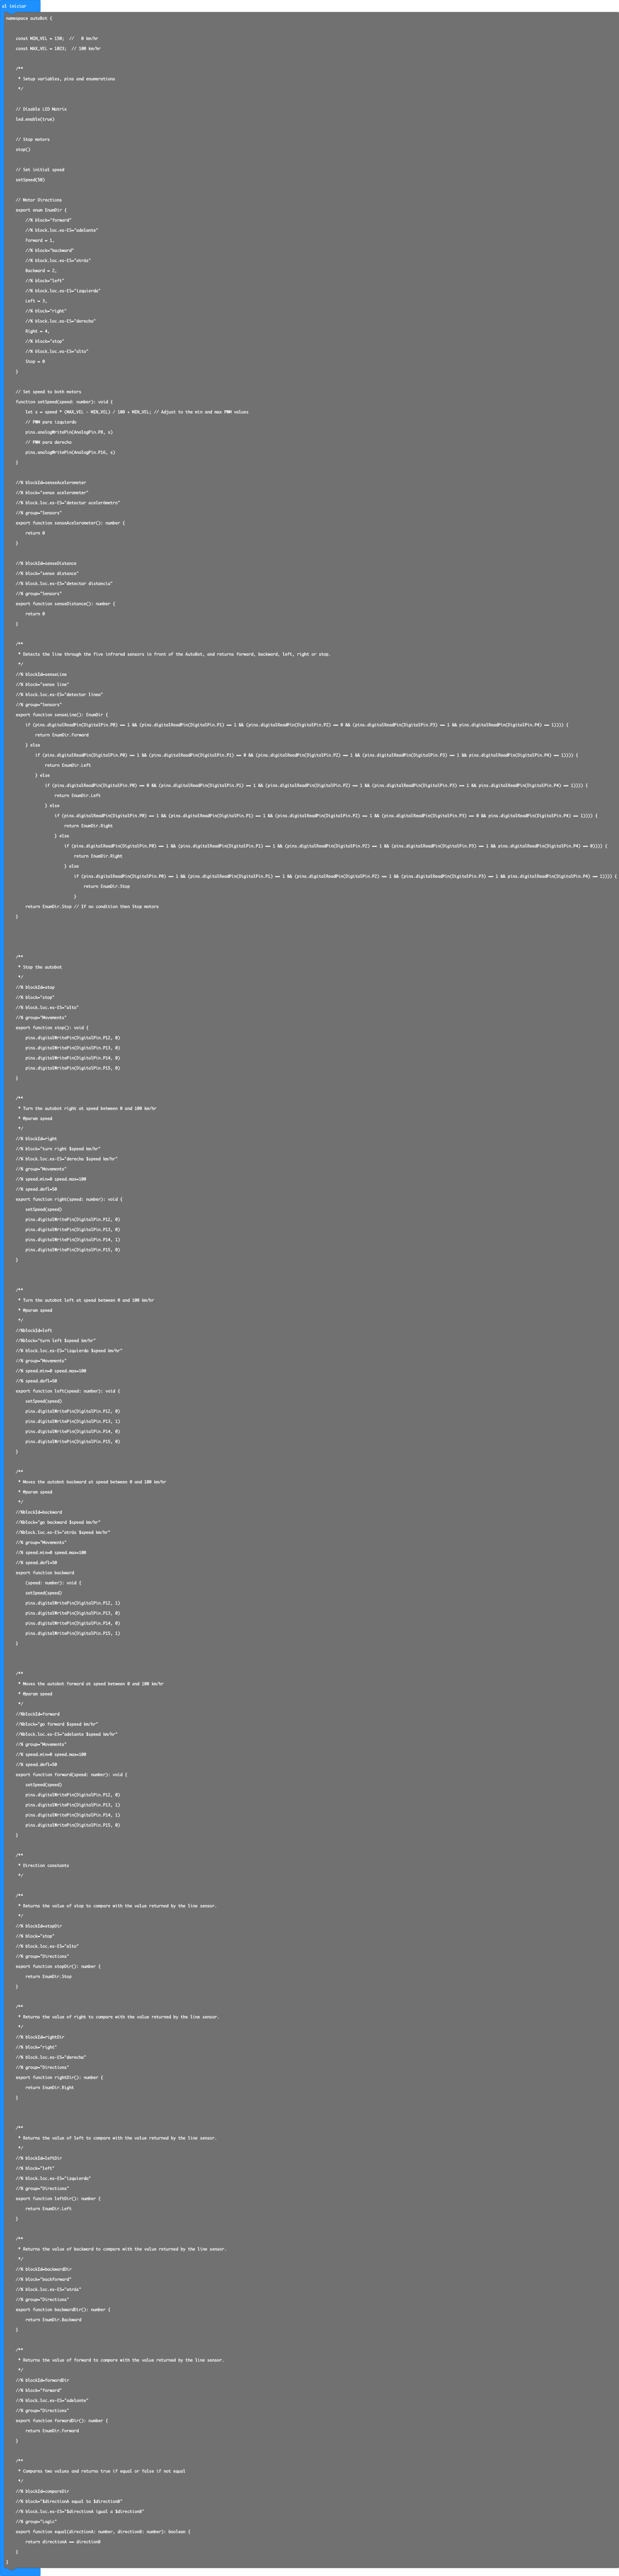 al iniciar
namespace autoBot {
const MIN_VEL = 150;  //   0 km/hr
const MAX_VEL = 1023;  // 100 km/hr
/**
 * Setup variables, pins and enumerations
 */
// Disable LED Matrix
led.enable(true)
// Stop motors
stop()
// Set initial speed
setSpeed(50)
// Motor Directions
export enum EnumDir {
//% block="forward"
//% block.loc.es-ES="adelante"
Forward = 1,
//% block="backward"
//% block.loc.es-ES="atrás"
Backward = 2,
//% block="left"
//% block.loc.es-ES="izquierda"
Left = 3,
//% block="right"
//% block.loc.es-ES="derecha"
Right = 4,
//% block="stop"
//% block.loc.es-ES="alto"
Stop = 0
}
// Set speed to both motors
function setSpeed(speed: number): void {
let s = speed * (MAX_VEL - MIN_VEL) / 100 + MIN_VEL; // Adjust to the min and max PWM values
// PWM para izquierdo
pins.analogWritePin(AnalogPin.P8, s)
// PWM para derecho
pins.analogWritePin(AnalogPin.P16, s)
}
//% blockId=senseAcelerometer
//% block="sense acelerometer"
//% block.loc.es-ES="detectar acelerómetro"
//% group="Sensors"
export function senseAcelerometer(): number {
return 0
}
//% blockId=senseDistance
//% block="sense distance"
//% block.loc.es-ES="detectar distancia"
//% group="Sensors"
export function senseDistance(): number {
return 0
}
/**
 * Detects the line through the five infrared sensors in front of the AutoBot, and returns forward, backward, left, right or stop.
 */
//% blockId=senseLine
//% block="sense line"
//% block.loc.es-ES="detectar linea"
//% group="Sensors"
export function senseLine(): EnumDir {
if (pins.digitalReadPin(DigitalPin.P0) == 1 && (pins.digitalReadPin(DigitalPin.P1) == 1 && (pins.digitalReadPin(DigitalPin.P2) == 0 && (pins.digitalReadPin(DigitalPin.P3) == 1 && pins.digitalReadPin(DigitalPin.P4) == 1)))) {
return EnumDir.Forward
} else
if (pins.digitalReadPin(DigitalPin.P0) == 1 && (pins.digitalReadPin(DigitalPin.P1) == 0 && (pins.digitalReadPin(DigitalPin.P2) == 1 && (pins.digitalReadPin(DigitalPin.P3) == 1 && pins.digitalReadPin(DigitalPin.P4) == 1)))) {
return EnumDir.Left
} else
if (pins.digitalReadPin(DigitalPin.P0) == 0 && (pins.digitalReadPin(DigitalPin.P1) == 1 && (pins.digitalReadPin(DigitalPin.P2) == 1 && (pins.digitalReadPin(DigitalPin.P3) == 1 && pins.digitalReadPin(DigitalPin.P4) == 1)))) {
return EnumDir.Left
} else
if (pins.digitalReadPin(DigitalPin.P0) == 1 && (pins.digitalReadPin(DigitalPin.P1) == 1 && (pins.digitalReadPin(DigitalPin.P2) == 1 && (pins.digitalReadPin(DigitalPin.P3) == 0 && pins.digitalReadPin(DigitalPin.P4) == 1)))) {
return EnumDir.Right
} else
if (pins.digitalReadPin(DigitalPin.P0) == 1 && (pins.digitalReadPin(DigitalPin.P1) == 1 && (pins.digitalReadPin(DigitalPin.P2) == 1 && (pins.digitalReadPin(DigitalPin.P3) == 1 && pins.digitalReadPin(DigitalPin.P4) == 0)))) {
return EnumDir.Right
} else
if (pins.digitalReadPin(DigitalPin.P0) == 1 && (pins.digitalReadPin(DigitalPin.P1) == 1 && (pins.digitalReadPin(DigitalPin.P2) == 1 && (pins.digitalReadPin(DigitalPin.P3) == 1 && pins.digitalReadPin(DigitalPin.P4) == 1)))) {
return EnumDir.Stop
}
return EnumDir.Stop // If no condition then Stop motors
}
/**
 * Stop the autobot
 */
//% blockId=stop
//% block="stop"
//% block.loc.es-ES="alto"
//% group="Movements"
export function stop(): void {
pins.digitalWritePin(DigitalPin.P12, 0)
pins.digitalWritePin(DigitalPin.P13, 0)
pins.digitalWritePin(DigitalPin.P14, 0)
pins.digitalWritePin(DigitalPin.P15, 0)
}
/**
 * Turn the autobot right at speed between 0 and 100 km/hr
 * @param speed
 */
//% blockId=right
//% block="turn right $speed km/hr"
//% block.loc.es-ES="derecha $speed km/hr"
//% group="Movements"
//% speed.min=0 speed.max=100
//% speed.defl=50
export function right(speed: number): void {
setSpeed(speed)
pins.digitalWritePin(DigitalPin.P12, 0)
pins.digitalWritePin(DigitalPin.P13, 0)
pins.digitalWritePin(DigitalPin.P14, 1)
pins.digitalWritePin(DigitalPin.P15, 0)
}
/**
 * Turn the autobot left at speed between 0 and 100 km/hr
 * @param speed
 */
//%blockId=left
//%block="turn left $speed km/hr"
//% block.loc.es-ES="izquierda $speed km/hr"
//% group="Movements"
//% speed.min=0 speed.max=100
//% speed.defl=50
export function left(speed: number): void {
setSpeed(speed)
pins.digitalWritePin(DigitalPin.P12, 0)
pins.digitalWritePin(DigitalPin.P13, 1)
pins.digitalWritePin(DigitalPin.P14, 0)
pins.digitalWritePin(DigitalPin.P15, 0)
}
/**
 * Moves the autobot backward at speed between 0 and 100 km/hr
 * @param speed
 */
//%blockId=backward
//%block="go backward $speed km/hr"
//%block.loc.es-ES="atrás $speed km/hr"
//% group="Movements"
//% speed.min=0 speed.max=100
//% speed.defl=50
export function backward
(speed: number): void {
setSpeed(speed)
pins.digitalWritePin(DigitalPin.P12, 1)
pins.digitalWritePin(DigitalPin.P13, 0)
pins.digitalWritePin(DigitalPin.P14, 0)
pins.digitalWritePin(DigitalPin.P15, 1)
}
/**
 * Moves the autobot forward at speed between 0 and 100 km/hr
 * @param speed
 */
//%blockId=forward
//%block="go forward $speed km/hr"
//%block.loc.es-ES="adelante $speed km/hr"
//% group="Movements"
//% speed.min=0 speed.max=100
//% speed.defl=50
export function forward(speed: number): void {
setSpeed(speed)
pins.digitalWritePin(DigitalPin.P12, 0)
pins.digitalWritePin(DigitalPin.P13, 1)
pins.digitalWritePin(DigitalPin.P14, 1)
pins.digitalWritePin(DigitalPin.P15, 0)
}
/**
 * Direction constants
 */
/**
 * Returns the value of stop to compare with the value returned by the line sensor.
 */
//% blockId=stopDir
//% block="stop"
//% block.loc.es-ES="alto"
//% group="Directions"
export function stopDir(): number {
return EnumDir.Stop
}
/**
 * Returns the value of right to compare with the value returned by the line sensor.
 */
//% blockId=rightDir
//% block="right"
//% block.loc.es-ES="derecha"
//% group="Directions"
export function rightDir(): number {
return EnumDir.Right
}
/**
 * Returns the value of left to compare with the value returned by the line sensor.
 */
//% blockId=leftDir
//% block="left"
//% block.loc.es-ES="izquierda"
//% group="Directions"
export function leftDir(): number {
return EnumDir.Left
}
/**
 * Returns the value of backward to compare with the value returned by the line sensor.
 */
//% blockId=backwardDir
//% block="backforward"
//% block.loc.es-ES="atrás"
//% group="Directions"
export function backwardDir(): number {
return EnumDir.Backward
}
/**
 * Returns the value of forward to compare with the value returned by the line sensor.
 */
//% blockId=forwardDir
//% block="forward"
//% block.loc.es-ES="adelante"
//% group="Directions"
export function forwardDir(): number {
return EnumDir.Forward
}
/**
 * Compares two values and returns true if equal or false if not equal
 */
//% blockId=compareDir
//% block="$directionA equal to $directionB"
//% block.loc.es-ES="$directionA igual a $directionB"
//% group="Logic"
export function equal(directionA: number, directionB: number): boolean {
return directionA == directionB
}
}